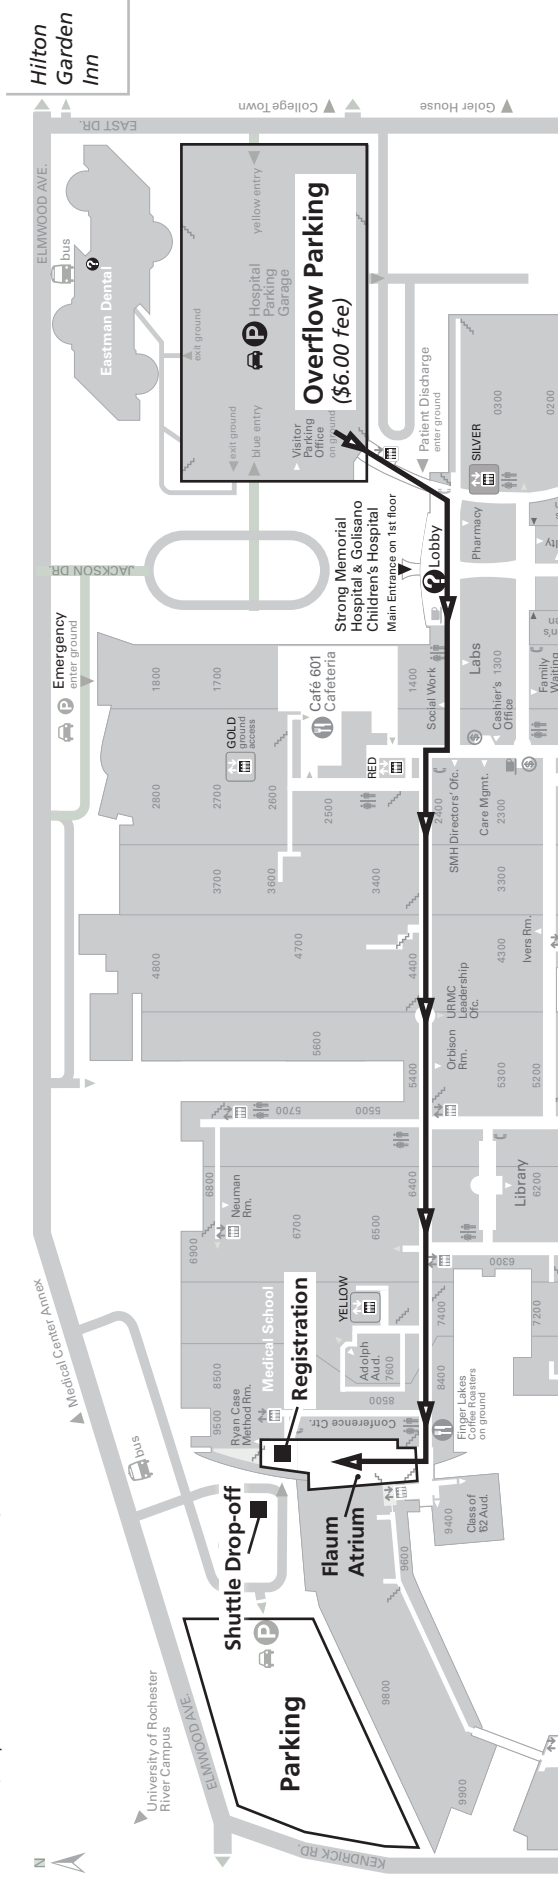 Hilton
Garden
Inn
ELMWOOD AVE.
EAST DR.
College Town
Goler House
bus
Eastman Dental
exit ground
yellow entry
P
Hospital
Parking
Garage
Overflow Parking
($6.00 fee)
exit ground
blue entry
Visitor
Parking
Office
on ground
Patient Discharge
enter ground
SILVER
0300
0200
Pharmacy
JACKSON DR.
Strong Memorial
Hospital & Golisano
Children's Hospital
Main Entrance on 1st floor
? Lobby
Emergency
P enter ground
1800
1700
Café 601
Cafeteria
1400
Social Work
Labs
1300
Cashier's
Office
Family
Waiting
GOLD
ground
access
RED
2800
2700
2600
2500
2400
2300
SMH Directors' Ofc.
Care Mgmt.
3700
3600
3400
3300
4800
4700
4400
4300
Ivers Rm.
URMC
Leadership
Ofc.
5600
5400
Orbison
Rm.
5300
5200
5700
5500
6800
Neuman
Rm.
6900
6700
6500
6400
Library
6200
6300
Medical Center Annex
Medical School
YELLOW
Registration
Adolph
Aud.
7600
7400
7200
8500
8500
8400
9500
Ryan Case
Method Rm.
Conference Ctr.
Finger Lakes
Coffee Roasters
on ground
bus
Shuttle Drop-off
Flaum
Atrium
9400
Class of
'62 Aud.
9600
P
Parking
9800
9900
University of Rochester
River Campus
ELMWOOD AVE.
KENDRICK RD.
N